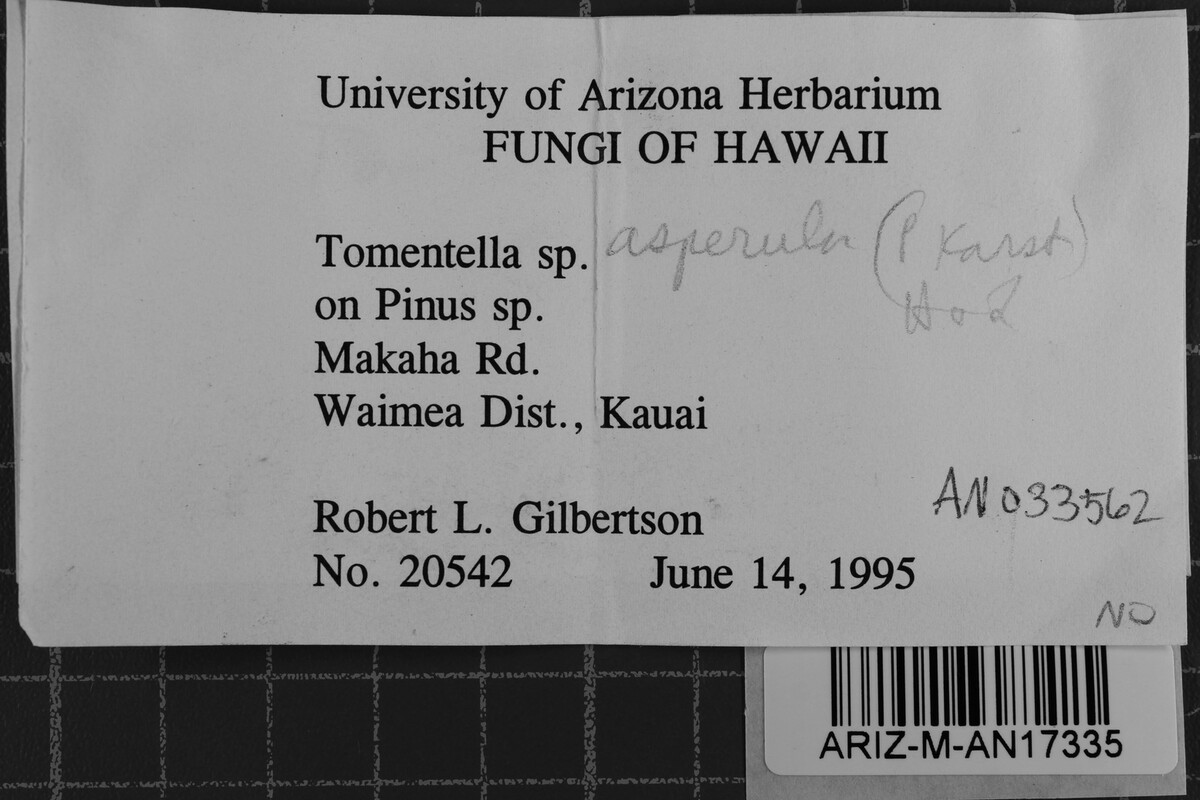 University of Arizona Herbarium
FUNGI OF HAWAII
Tomentella sp. asperula (P Karst)
Hod
on Pinus sp.
Makaha Rd.
Waimea Dist., Kauai
AN033562
Robert L. Gilbertson
No. 20542 June 14, 1995
NO
ARIZ-M-AN17335